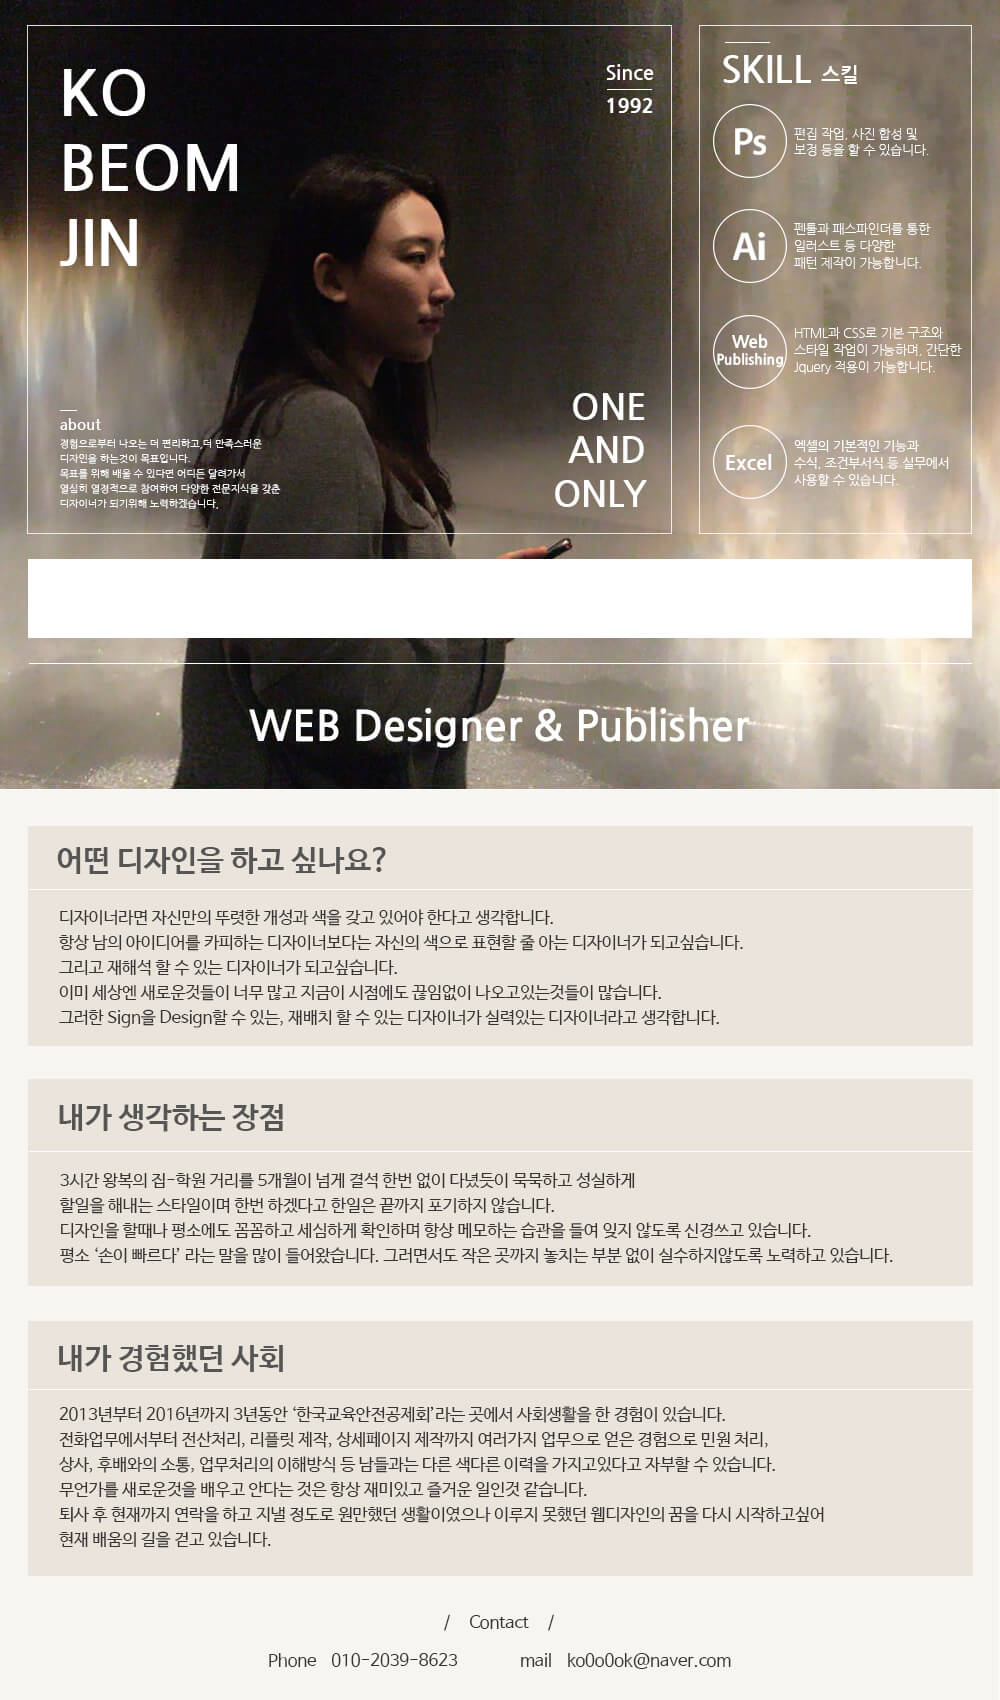 KO
BEOM
JIN
Since
1992
about
경험으로부터 나오는 더 편리하고,더 만족스러운
디자인을 하는것이 목표입니다.
목표를 위해 배울 수 있다면 어디든 달려가서
열심히 열정적으로 참여하여 다양한 전문지식을 갖춘
디자이너가 되기위해 노력하겠습니다.
ONE
AND
ONLY
SKILL 스킬
Ps
편집 작업, 사진 합성 및
보정 등을 할 수 있습니다.
Ai
펜툴과 패스파인더를 통한
일러스트 등 다양한
패턴 제작이 가능합니다.
Web
Publishing
HTML과 CSS로 기본 구조와
스타일 작업이 가능하며, 간단한
Jquery 적용이 가능합니다.
Excel
엑셀의 기본적인 기능과
수식, 조건부서식 등 실무에서
사용할 수 있습니다.
WEB Designer & Publisher
어떤 디자인을 하고 싶나요?
디자이너라면 자신만의 뚜렷한 개성과 색을 갖고 있어야 한다고 생각합니다.
항상 남의 아이디어를 카피하는 디자이너보다는 자신의 색으로 표현할 줄 아는 디자이너가 되고싶습니다.
그리고 재해석 할 수 있는 디자이너가 되고싶습니다.
이미 세상엔 새로운것들이 너무 많고 지금이 시점에도 끊임없이 나오고있는것들이 많습니다.
그러한 Sign을 Design할 수 있는, 재배치 할 수 있는 디자이너가 실력있는 디자이너라고 생각합니다.
내가 생각하는 장점
3시간 왕복의 집-학원 거리를 5개월이 넘게 결석 한번 없이 다녔듯이 묵묵하고 성실하게
할일을 해내는 스타일이며 한번 하겠다고 한일은 끝까지 포기하지 않습니다.
디자인을 할때나 평소에도 꼼꼼하고 세심하게 확인하며 항상 메모하는 습관을 들여 잊지 않도록 신경쓰고 있습니다.
평소 ‘손이 빠르다’ 라는 말을 많이 들어왔습니다. 그러면서도 작은 곳까지 놓치는 부분 없이 실수하지않도록 노력하고 있습니다.
내가 경험했던 사회
2013년부터 2016년까지 3년동안 ‘한국교육안전공제회’라는 곳에서 사회생활을 한 경험이 있습니다.
전화업무에서부터 전산처리, 리플릿 제작, 상세페이지 제작까지 여러가지 업무으로 얻은 경험으로 민원 처리,
상사, 후배와의 소통, 업무처리의 이해방식 등 남들과는 다른 색다른 이력을 가지고있다고 자부할 수 있습니다.
무언가를 새로운것을 배우고 안다는 것은 항상 재미있고 즐거운 일인것 같습니다.
퇴사 후 현재까지 연락을 하고 지낼 정도로 원만했던 생활이였으나 이루지 못했던 웹디자인의 꿈을 다시 시작하고싶어
현재 배움의 길을 걷고 있습니다.
/ Contact /
Phone 010-2039-8623 mail ko0o0ok@naver.com